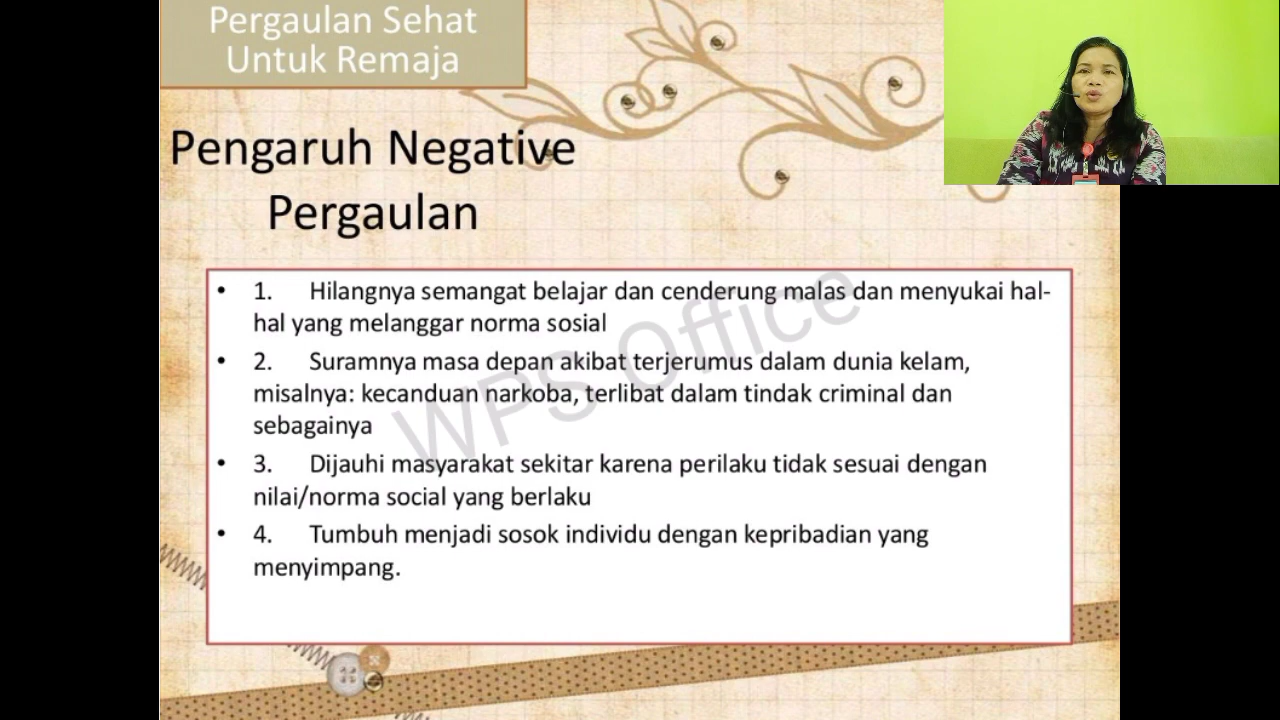 Pergaulan Sehat
Untuk Remaja
Pengaruh Negative
Pergaulan
• 1. Hilangnya semangat belajar dan cenderung malas dan menyukai hal-
hal yang melanggar norma sosial
• 2. Suramnya masa depan akibat terjerumus dalam dunia kelam,
misalnya: kecanduan narkoba, terlibat dalam tindak criminal dan
sebagainya
• 3. Dijauhi masyarakat sekitar karena perilaku tidak sesuai dengan
nilai/norma social yang berlaku
• 4. Tumbuh menjadi sosok individu dengan kepribadian yang
menyimpang.
WPS Office